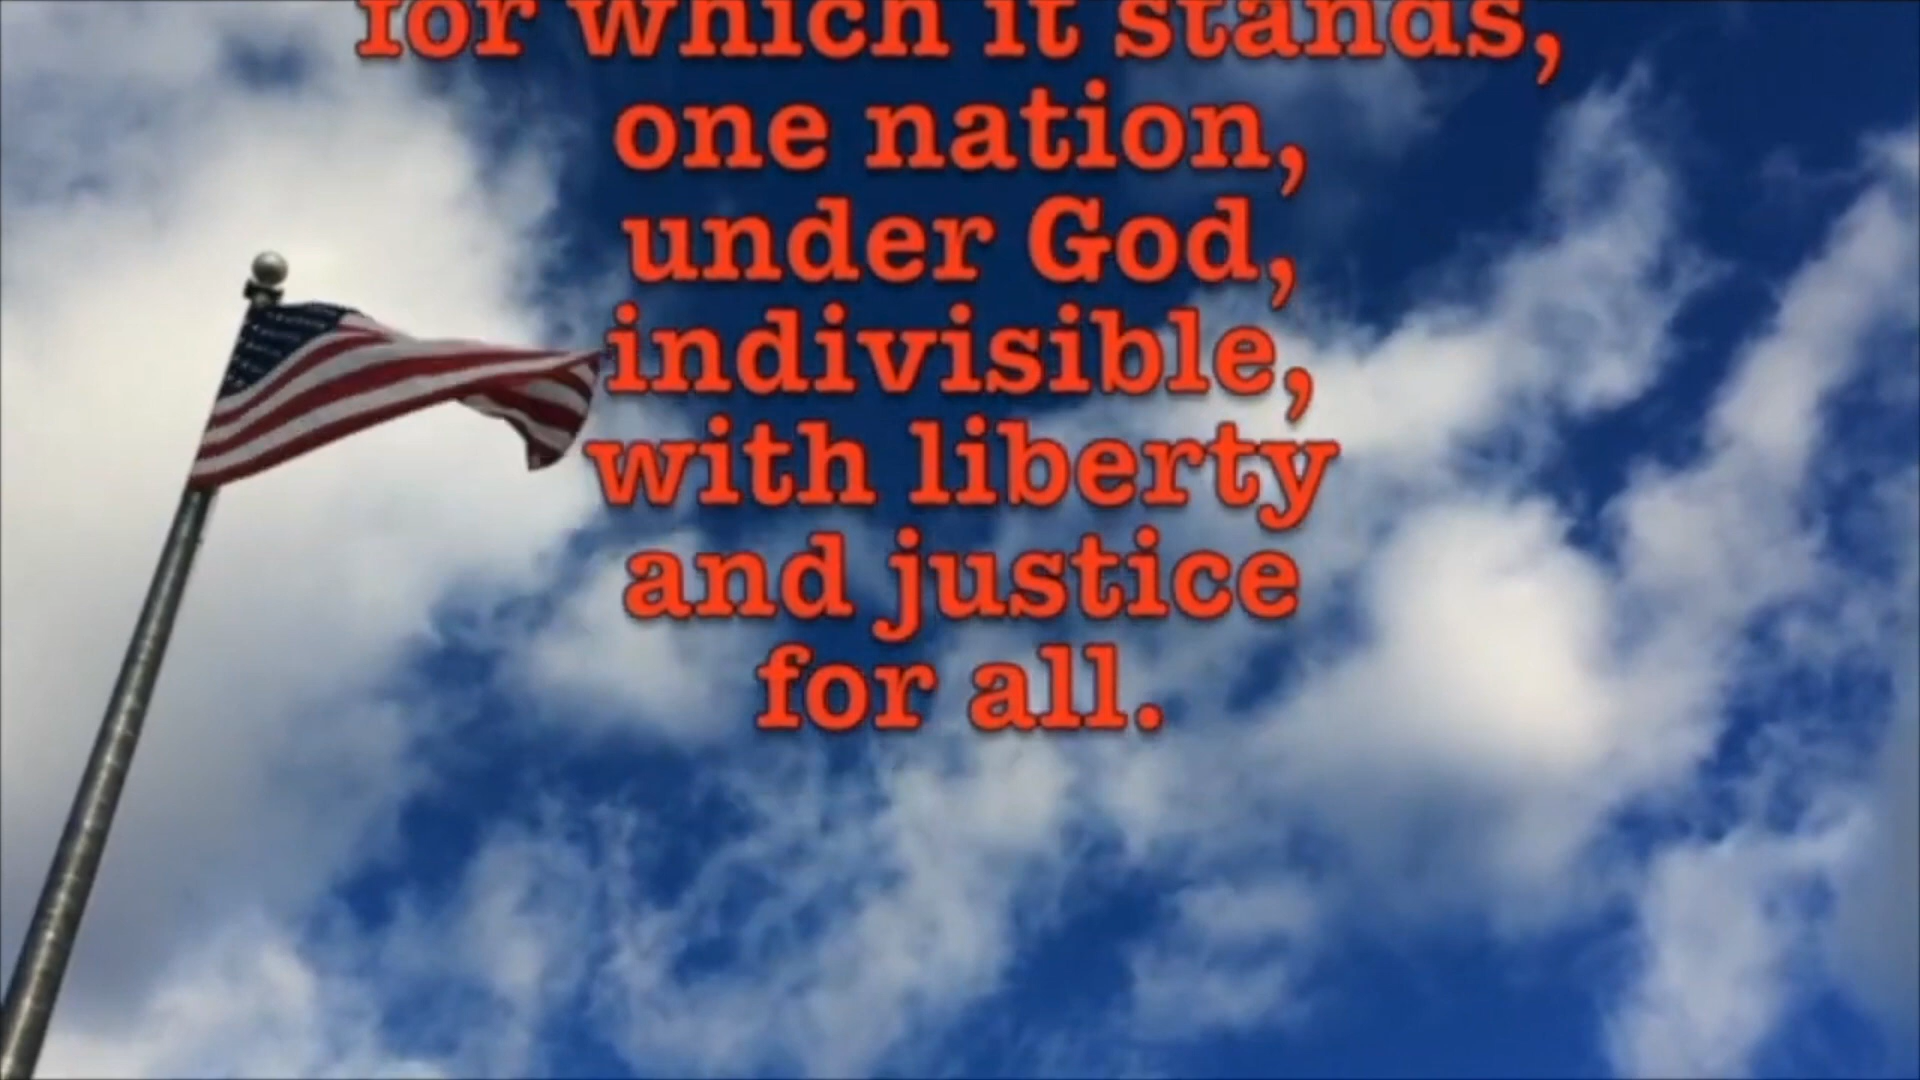 for which it stands,
one nation,
under God,
indivisible,
with liberty
and justice
for all.